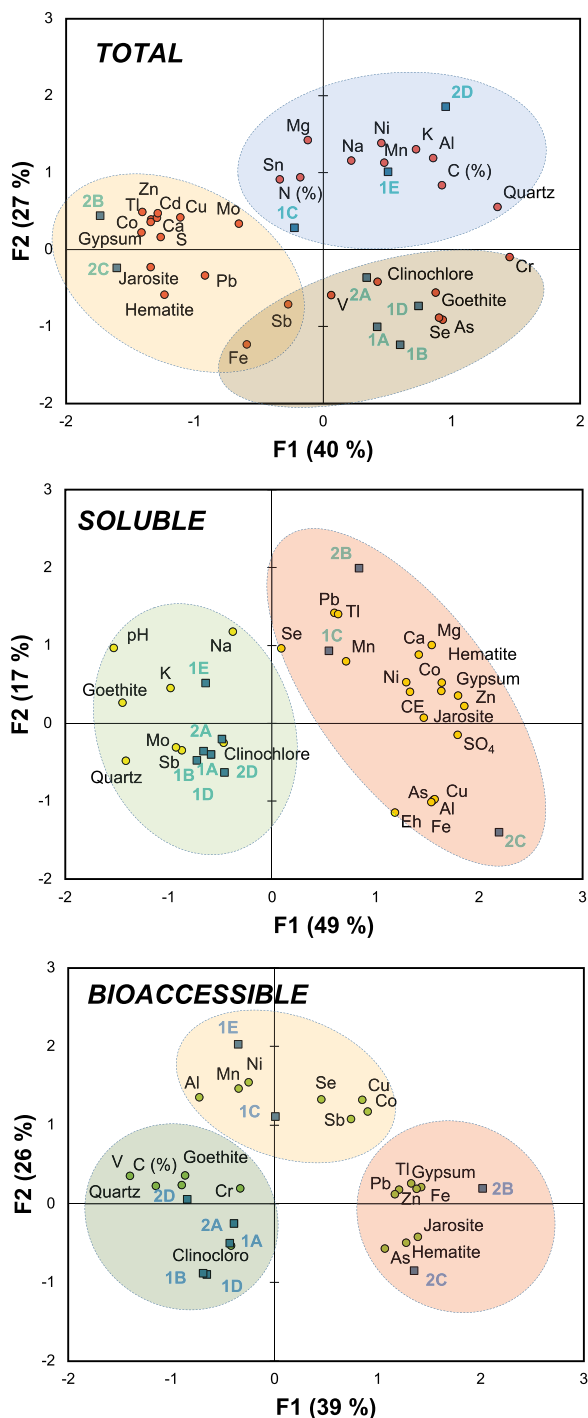 3
TOTAL
2D
2
Ni
Mg
K
Na
Mn
Al
Sn
C (%)
1
N (%)
1E
Quartz
Zn
2B
Tl
Cd
Cu
Mo
1C
Co
Ca
Gypsum
S
F2 (27 %)
0
2C
Jarosite
Pb
Clinochlore
Cr
Hematite
2A
Goethite
V
1D
Sb
Se
As
-1
1A
Fe
1B
-2
-2
-1
0
1
2
F1 (40 %)
3
SOLUBLE
2B
2
Pb
Tl
pH
Na
Se
1C
Mn
Ca
Mg
1
Hematite
K
1E
Co
Gypsum
Goethite
Ni
Zn
CE
F2 (17 %)
0
2A
Jarosite
Mo
Clinochlore
SO4
Quartz
Sb
1A
2D
1B
1D
As
Cu
Al
-1
Eh
Fe
2C
-2
-2
-1
0
1
2
3
F1 (49 %)
3
BIOACCESSIBLE
1E
2
Ni
Mn
Al
Se
Cu
Co
1C
Sb
1
V
C (%)
Goethite
Tl
Gypsum
Pb
Quartz
2D
Cr
Zn
Fe
2B
F2 (26 %)
0
2A
Jarosite
1A
Clinocloro
As
Hematite
1B
1D
2C
-1
-2
-2
-1
0
1
2
3
F1 (39 %)